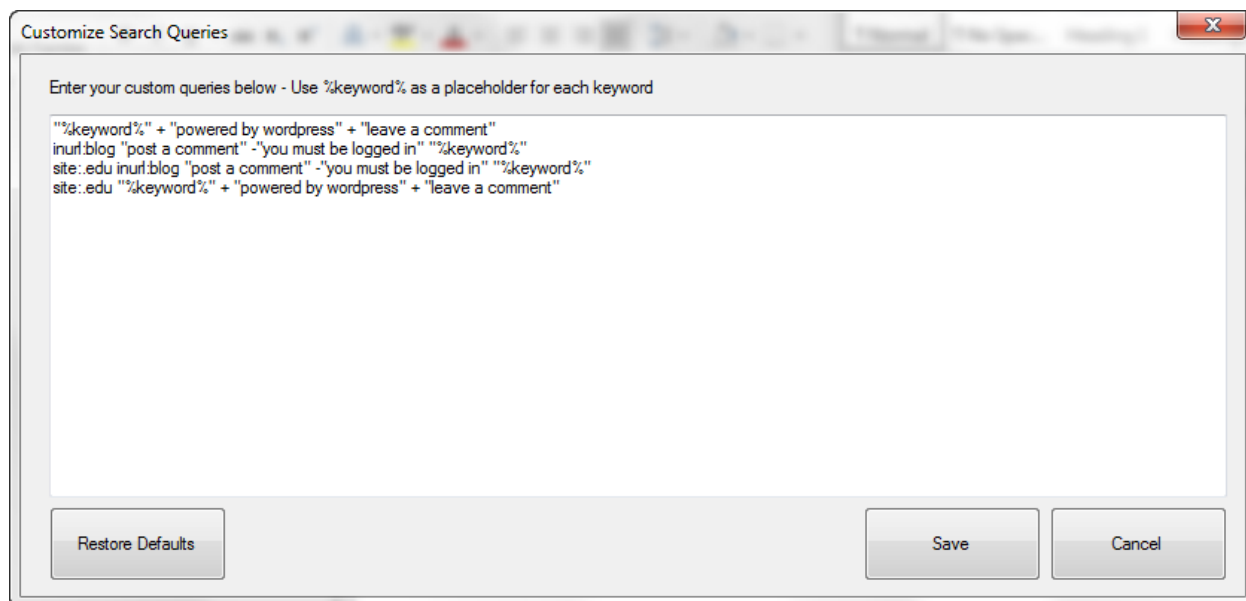 Customize Search Queries
Enter your custom queries below - Use %keyword% as a placeholder for each keyword
"%keyword%" + "powered by wordpress" + "leave a comment"
inurl:blog "post a comment" -"you must be logged in" "%keyword%"
site:.edu inurl:blog "post a comment" -"you must be logged in" "%keyword%"
site:.edu "%keyword%" + "powered by wordpress" + "leave a comment"
Restore Defaults
Save
Cancel